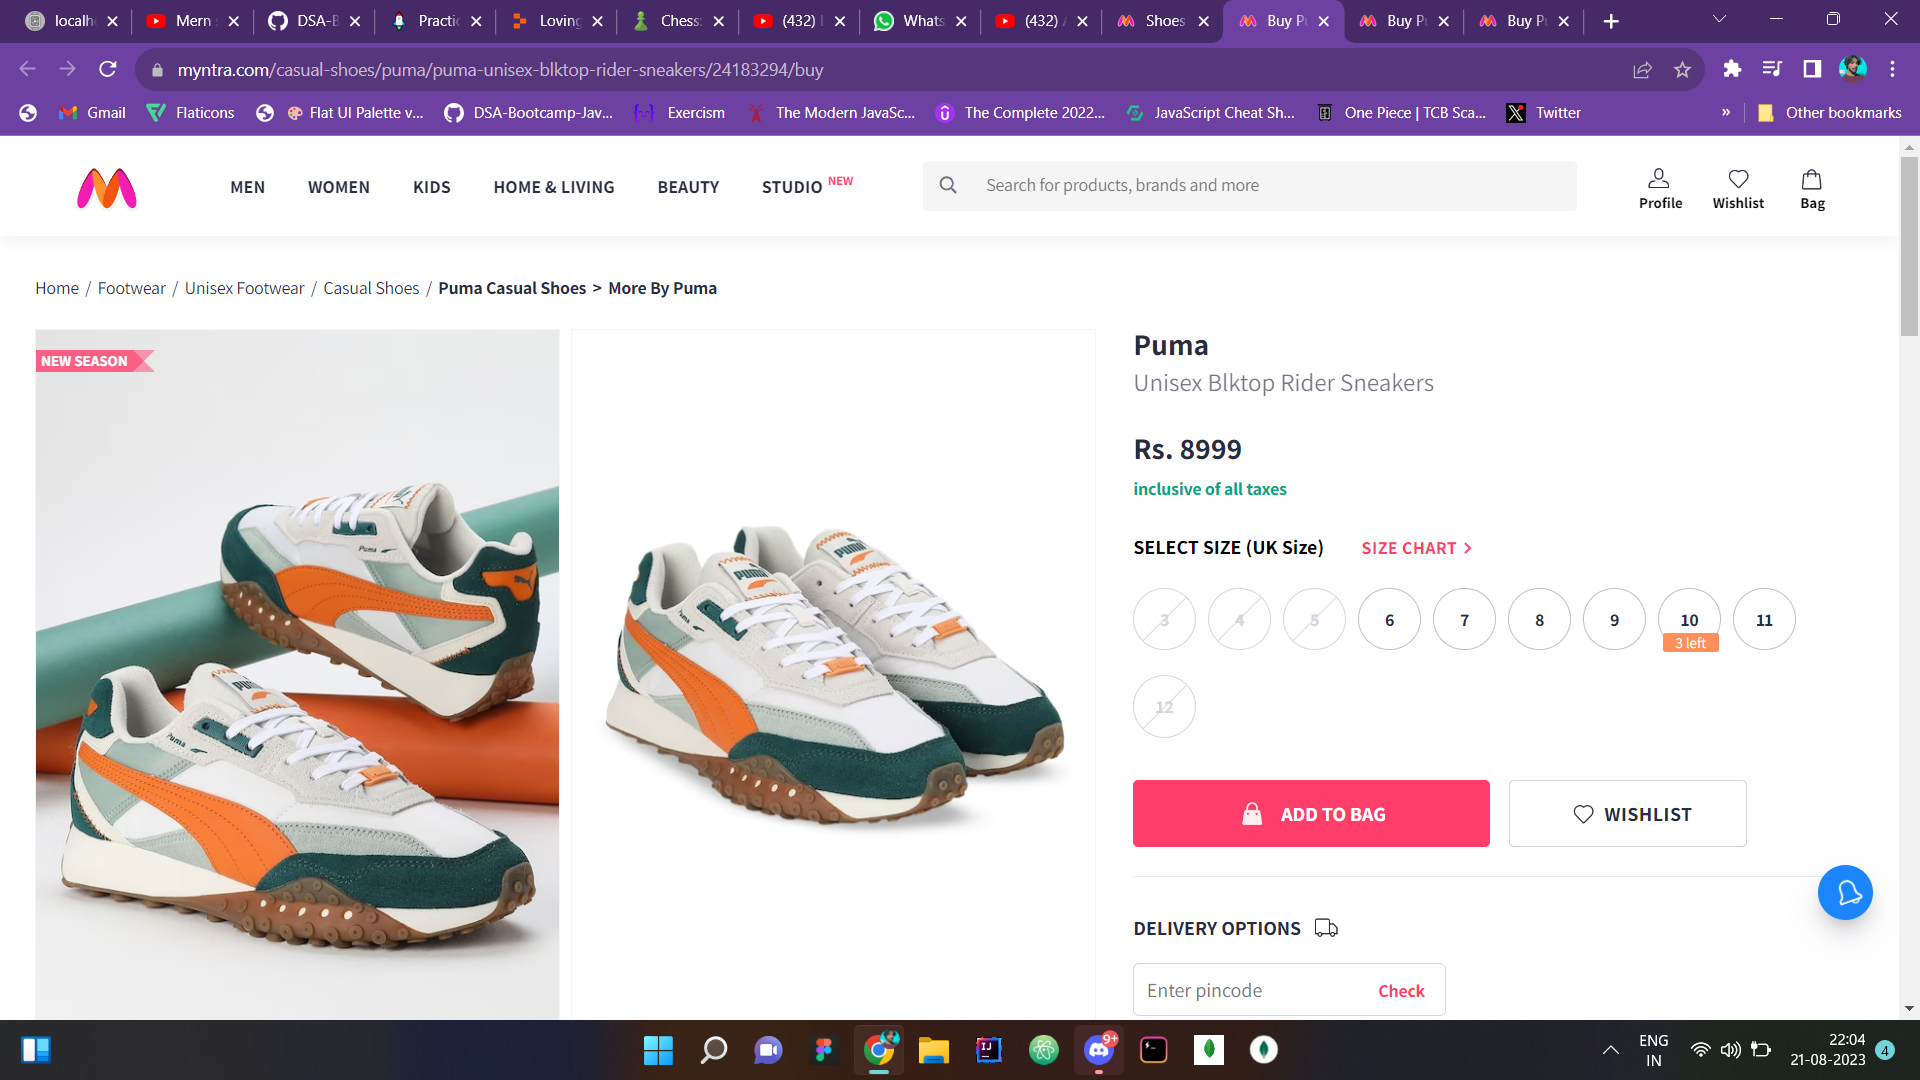 localh
Mern
DSA-B
Practic
Loving
Chess:
(432)
Whats
(432)
Shoes
Buy P
Buy P
Buy P
myntra.com/casual-shoes/puma/puma-unisex-blktop-rider-sneakers/24183294/buy
Gmail
Flaticons
Flat UI Palette v...
DSA-Bootcamp-Jav...
Exercism
The Modern JavaSc...
The Complete 2022...
JavaScript Cheat Sh...
One Piece | TCB Sca...
Twitter
»
Other bookmarks
MEN
WOMEN
KIDS
HOME & LIVING
BEAUTY
STUDIO NEW
Search for products, brands and more
Profile
Wishlist
Bag
Home / Footwear / Unisex Footwear / Casual Shoes / Puma Casual Shoes > More By Puma
NEW SEASON
Puma
Unisex Blktop Rider Sneakers
Rs. 8999
inclusive of all taxes
SELECT SIZE (UK Size)
SIZE CHART >
3
4
5
6
7
8
9
10
3 left
11
12
ADD TO BAG
WISHLIST
DELIVERY OPTIONS
Enter pincode
Check
PUMA
PUMA
Puma
Puma
9+
ENG
IN
22:04
21-08-2023
4